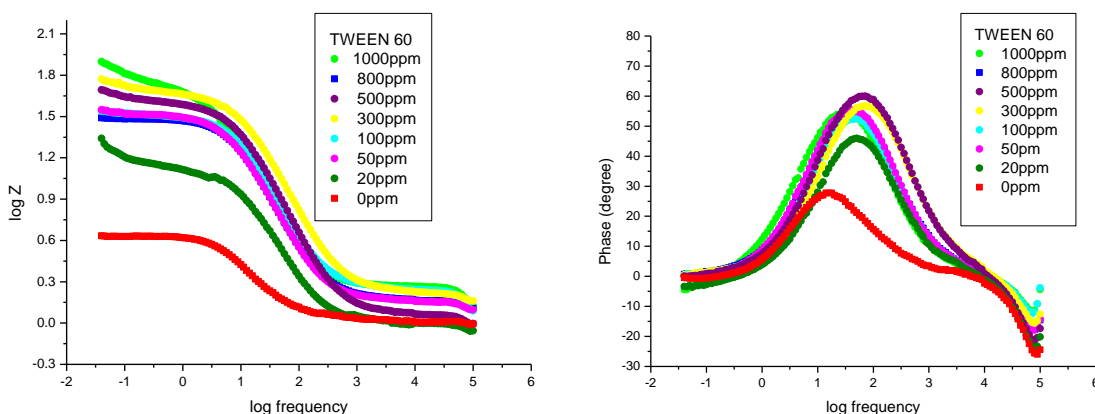 2.1
1.8
1.5
1.2
0.9
0.6
0.3
0.0
-0.3
log Z
-2 -1 0 1 2 3 4 5 6
log frequency
TWEEN 60
1000ppm
800ppm
500ppm
300ppm
100ppm
50ppm
20ppm
0ppm
80
70
60
50
40
30
20
10
0
-10
-20
-30
Phase (degree)
-2 -1 0 1 2 3 4 5 6
log frequency
TWEEN 60
1000ppm
800ppm
500ppm
300ppm
100ppm
50pm
20ppm
0ppm